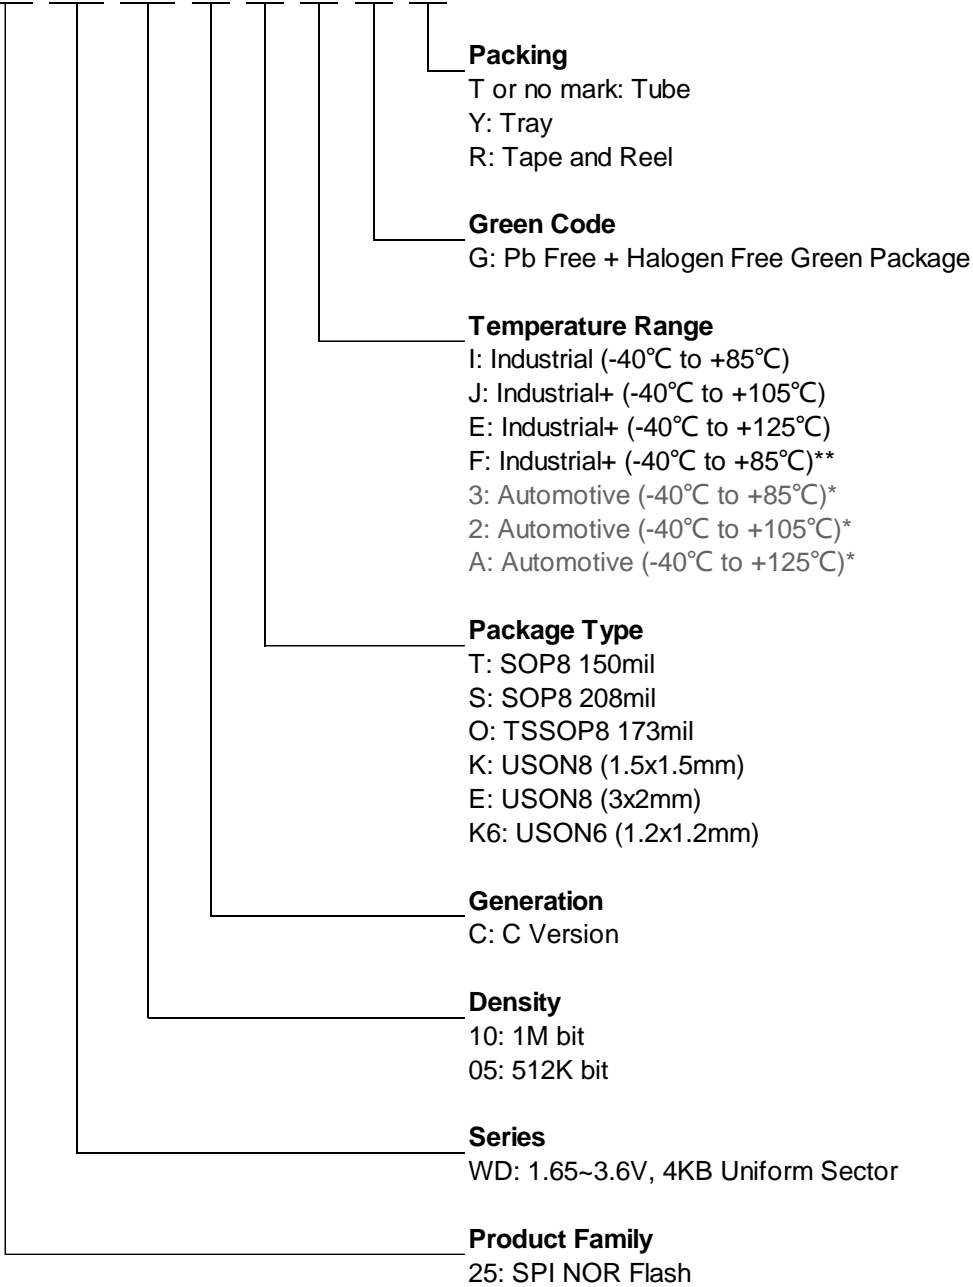 Packing
T or no mark: Tube
Y: Tray
R: Tape and Reel
Green Code
G: Pb Free + Halogen Free Green Package
Temperature Range
I: Industrial (-40℃ to +85℃)
J: Industrial+ (-40℃ to +105℃)
E: Industrial+ (-40℃ to +125℃)
F: Industrial+ (-40℃ to +85℃)**
3: Automotive (-40℃ to +85℃)*
2: Automotive (-40℃ to +105℃)*
A: Automotive (-40℃ to +125℃)*
Package Type
T: SOP8 150mil
S: SOP8 208mil
O: TSSOP8 173mil
K: USON8 (1.5x1.5mm)
E: USON8 (3x2mm)
K6: USON6 (1.2x1.2mm)
Generation
C: C Version
Density
10: 1M bit
05: 512K bit
Series
WD: 1.65~3.6V, 4KB Uniform Sector
Product Family
25: SPI NOR Flash